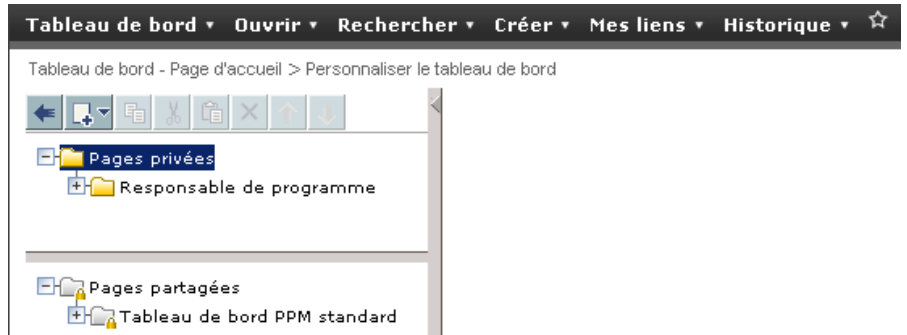 Tableau de bord Ouvrir Rechercher Créer Mes liens Historique
Tableau de bord - Page d'accueil > Personnaliser le tableau de bord
Pages privées
Responsable de programme
Pages partagées
Tableau de bord PPM standard